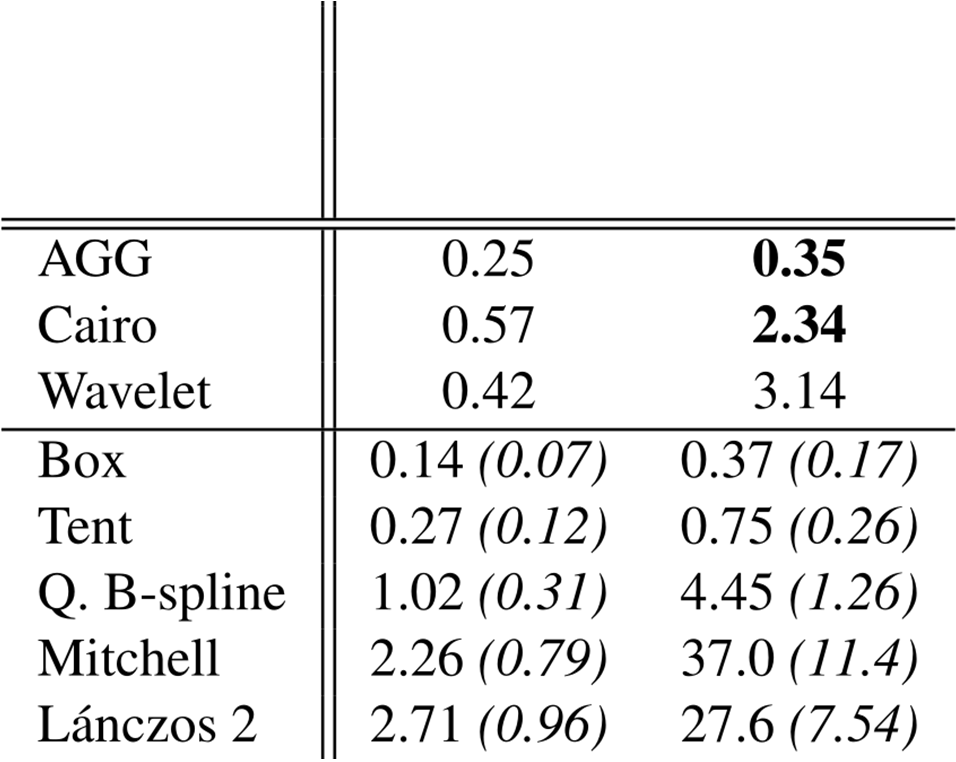 AGG 0.25 0.35
Cairo 0.57 2.34
Wavelet 0.42 3.14
Box 0.14 (0.07) 0.37 (0.17)
Tent 0.27 (0.12) 0.75 (0.26)
Q. B-spline 1.02 (0.31) 4.45 (1.26)
Mitchell 2.26 (0.79) 37.0 (11.4)
Lánczos 2 2.71 (0.96) 27.6 (7.54)